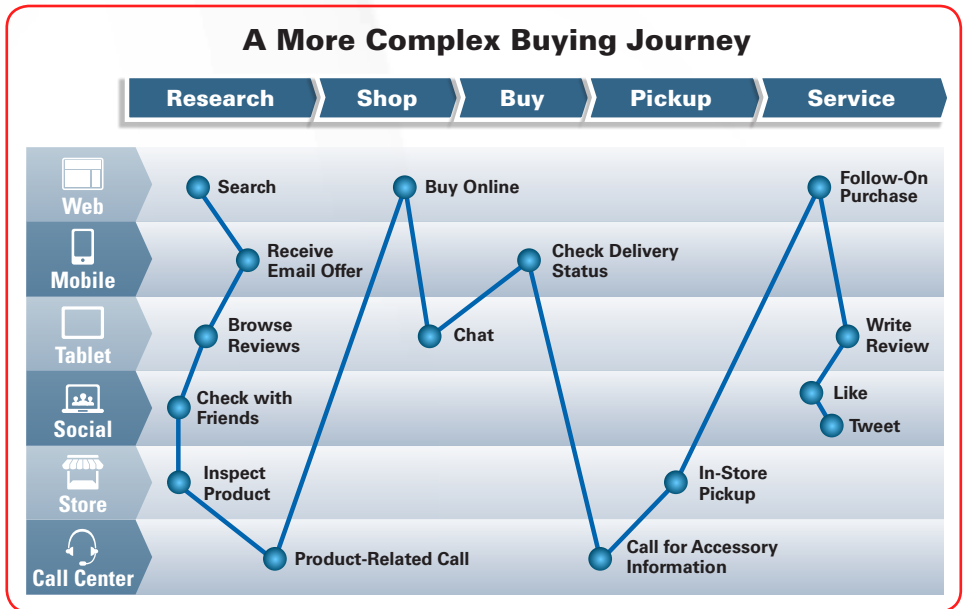 A More Complex Buying Journey
Research
Shop
Buy
Pickup
Service
Web
Search
Buy Online
Follow-On
Purchase
Mobile
Receive
Email Offer
Check Delivery
Status
Tablet
Browse
Reviews
Chat
Write
Review
Social
Check with
Friends
Like
Tweet
Store
Inspect
Product
In-Store
Pickup
Call Center
Product-Related Call
Call for Accessory
Information